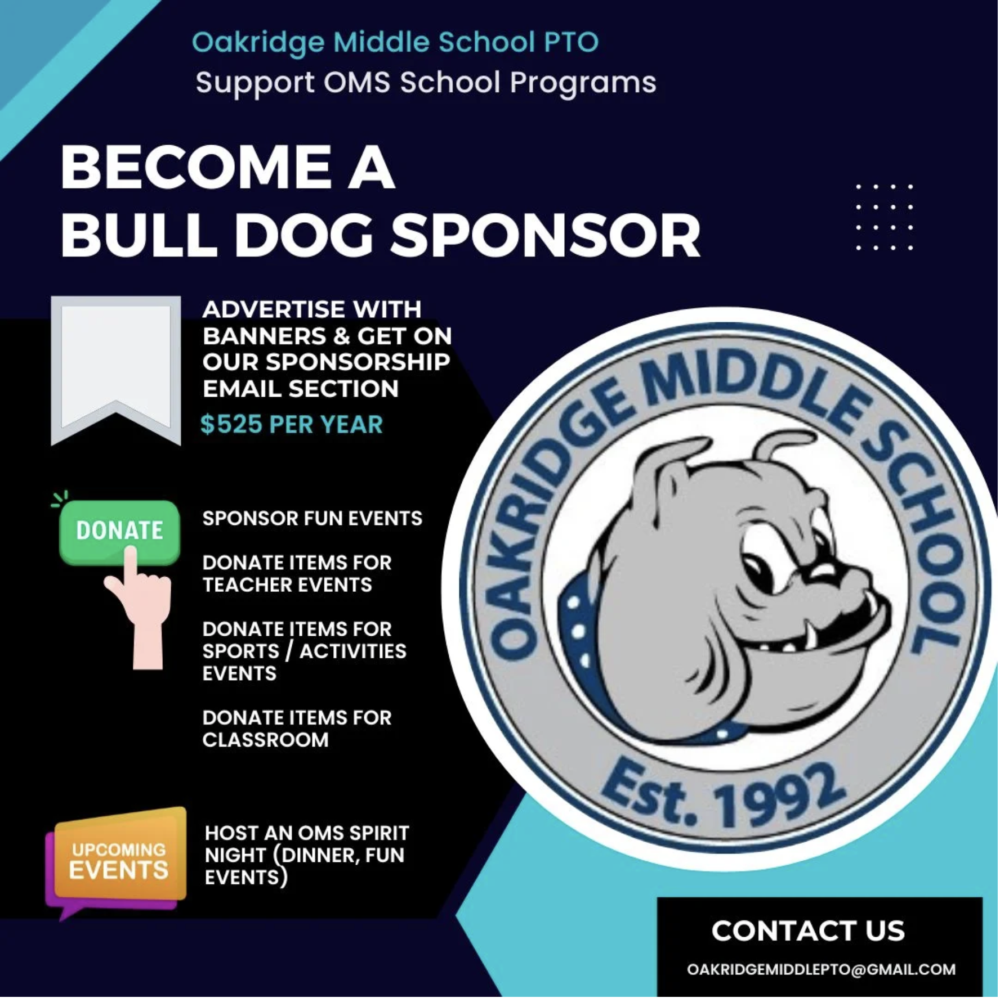 Oakridge Middle School PTO
Support OMS School Programs
BECOME A
BULL DOG SPONSOR
ADVERTISE WITH
BANNERS & GET ON
OUR SPONSORSHIP
EMAIL SECTION
$525 PER YEAR
DONATE
SPONSOR FUN EVENTS
DONATE ITEMS FOR
TEACHER EVENTS
DONATE ITEMS FOR
SPORTS / ACTIVITIES
EVENTS
DONATE ITEMS FOR
CLASSROOM
UPCOMING
EVENTS
HOST AN OMS SPIRIT
NIGHT (DINNER, FUN
EVENTS)
OAKRIDGE MIDDLE SCHOOL
Est. 1992
CONTACT US
OAKRIDGEMIDDLEPTO@GMAIL.COM